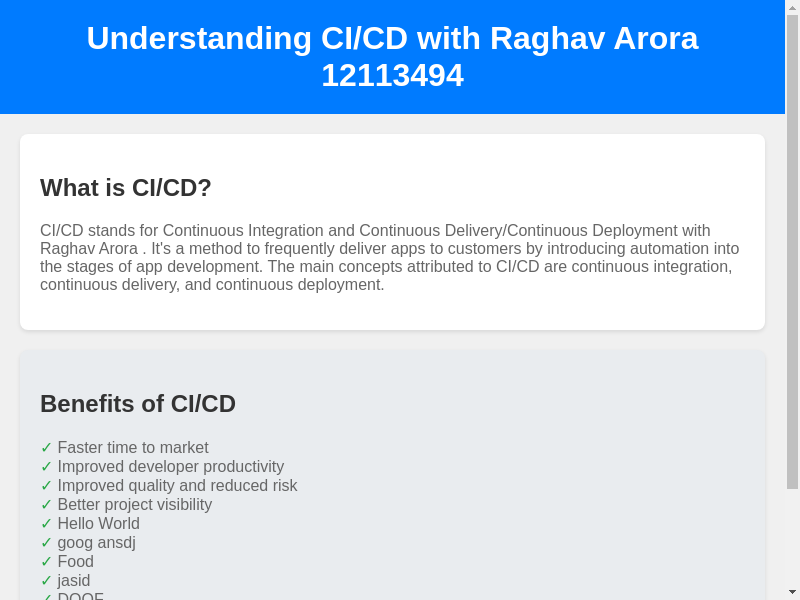 Understanding CI/CD with Raghav Arora
12113494
What is CI/CD?
CI/CD stands for Continuous Integration and Continuous Delivery/Continuous Deployment with
Raghav Arora . It's a method to frequently deliver apps to customers by introducing automation into
the stages of app development. The main concepts attributed to CI/CD are continuous integration,
continuous delivery, and continuous deployment.
Benefits of CI/CD
✓ Faster time to market
✓ Improved developer productivity
✓ Improved quality and reduced risk
✓ Better project visibility
✓ Hello World
✓ goog ansdj
✓ Food
✓ jasid